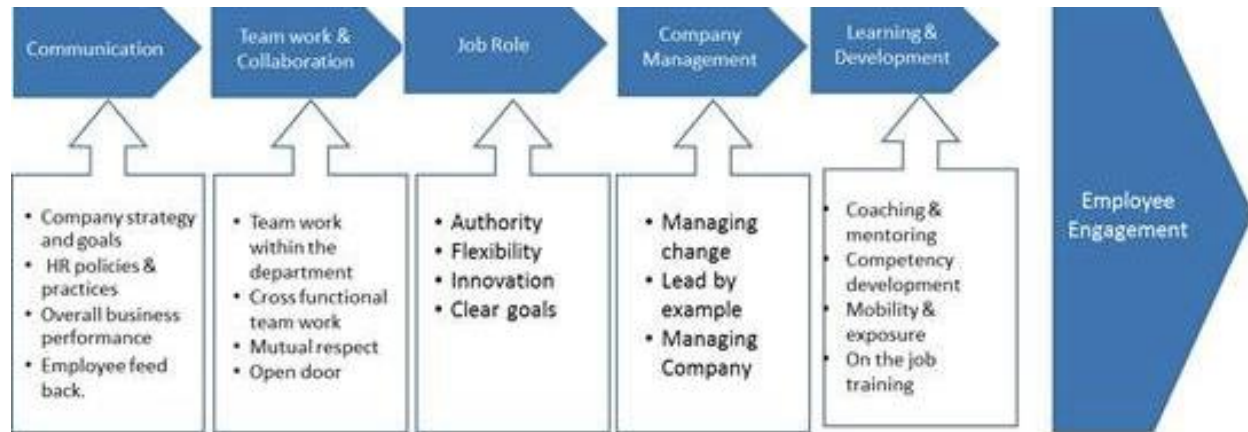 Communication
Team work &
Collaboration
Job Role
Company
Management
Learning &
Development
• Company strategy
and goals
• HR policies &
practices
• Overall business
performance
• Employee feed
back.
• Team work
within the
department
• Cross functional
team work
• Mutual respect
• Open door
• Authority
• Flexibility
• Innovation
• Clear goals
• Managing
change
• Lead by
example
• Managing
Company
• Coaching &
mentoring
• Competency
development
• Mobility &
exposure
• On the job
training
Employee
Engagement